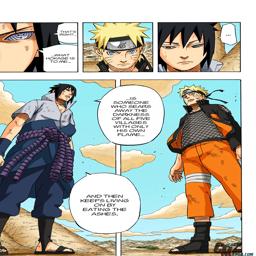 THAT'S
RIGHT...
...WHAT
HOKAGE IS
TO ME...
...
...IS
SOMEONE
WHO SEARS
AWAY THE
DARKNESS
OF ALL FIVE
VILLAGES
WITH ONLY
HIS OWN
FLAME...
AND THEN
KEEPS LIVING
ON BY
EATING THE
ASHES.